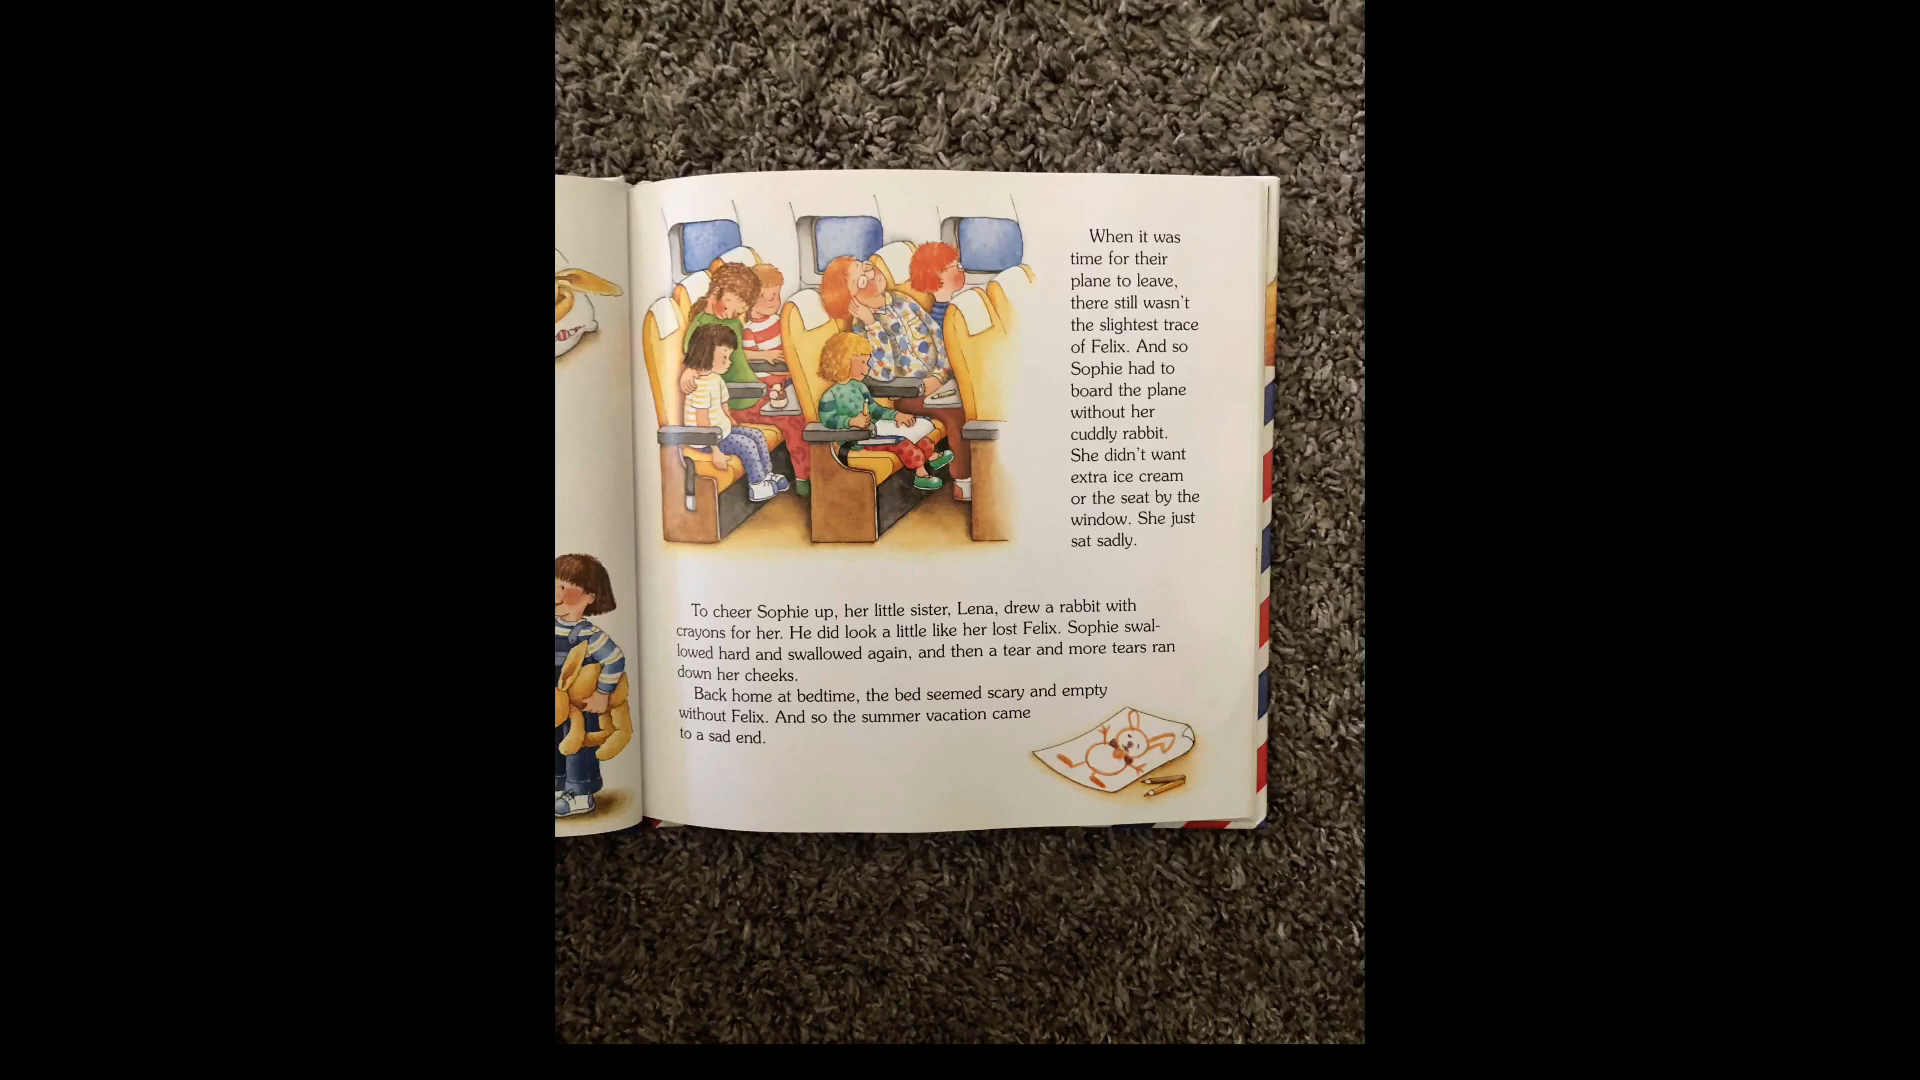 When it was
time for their
plane to leave,
there still wasn't
the slightest trace
of Felix. And so
Sophie had to
board the plane
without her
cuddly rabbit.
She didn't want
extra ice cream
or the seat by the
window. She just
sat sadly.
To cheer Sophie up, her little sister, Lena, drew a rabbit with
crayons for her. He did look a little like her lost Felix. Sophie swal-
lowed hard and swallowed again, and then a tear and more tears ran
down her cheeks.
Back home at bedtime, the bed seemed scary and empty
without Felix. And so the summer vacation came
to a sad end.